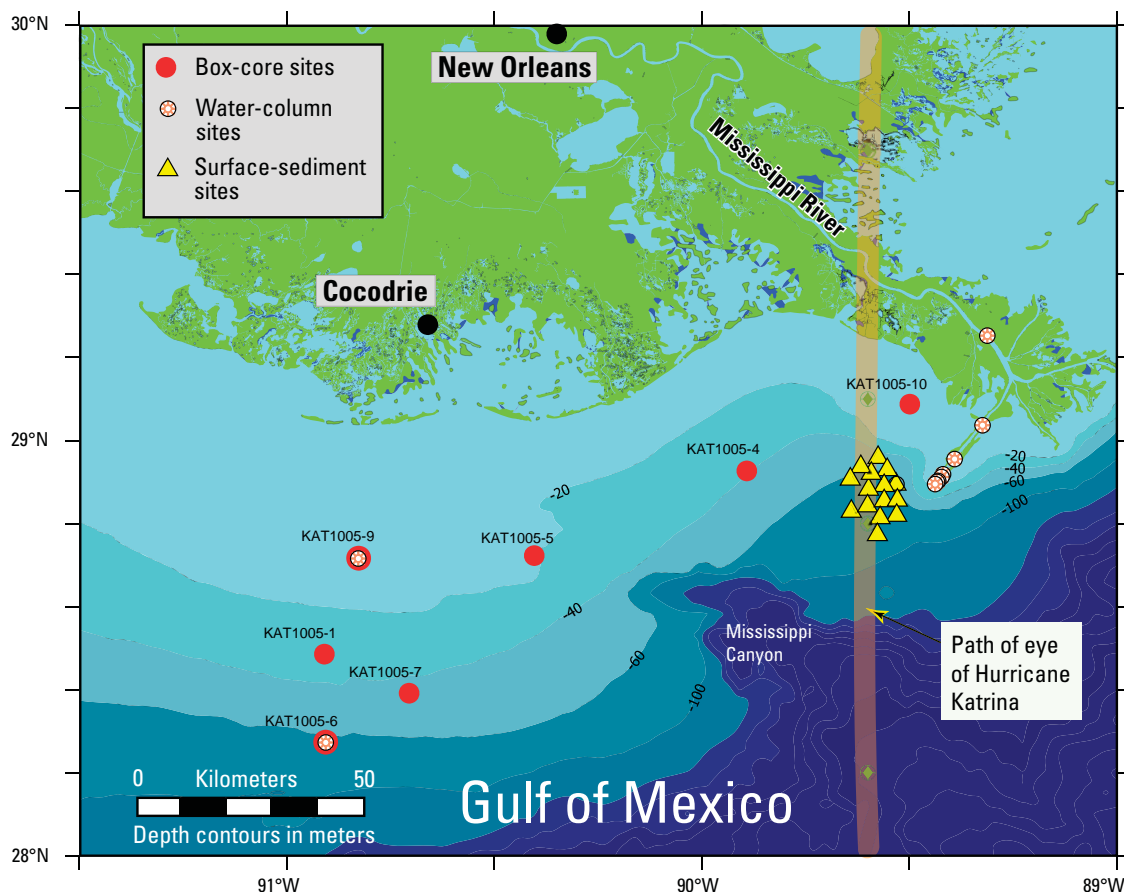 30°N
Box-core sites
Water-column
sites
Surface-sediment
sites
New Orleans
Mississippi River
Cocodrie
KAT1005-10
29°N
KAT1005-4
-20
-40
-60
-100
-20
KAT1005-9
KAT1005-5
-40
KAT1005-1
Mississippi
Canyon
Path of eye
of Hurricane
Katrina
-60
KAT1005-7
-100
KAT1005-6
0 Kilometers 50
Depth contours in meters
Gulf of Mexico
28°N
91°W
90°W
89°W